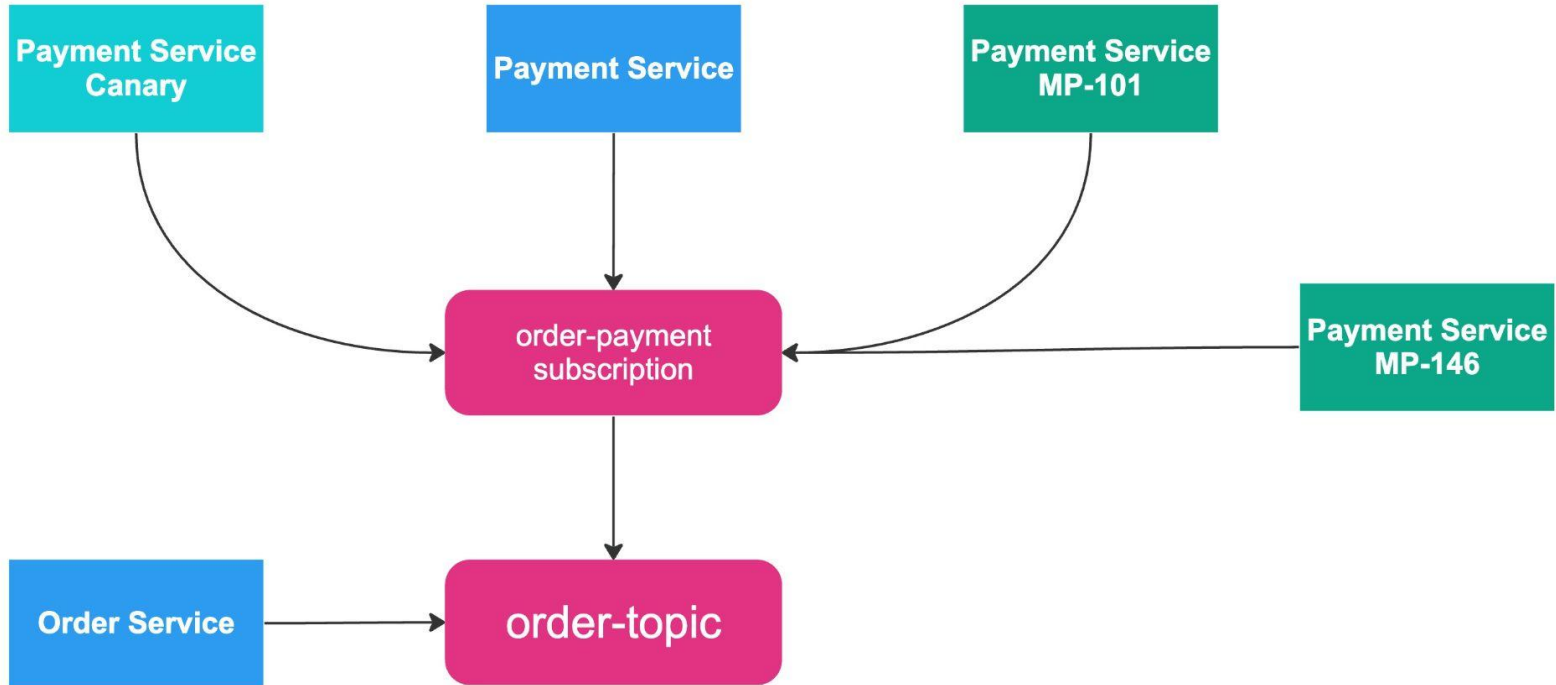 Payment Service
Canary
Payment Service
Payment Service
MP-101
order-payment
subscription
Payment Service
MP-146
Order Service
order-topic